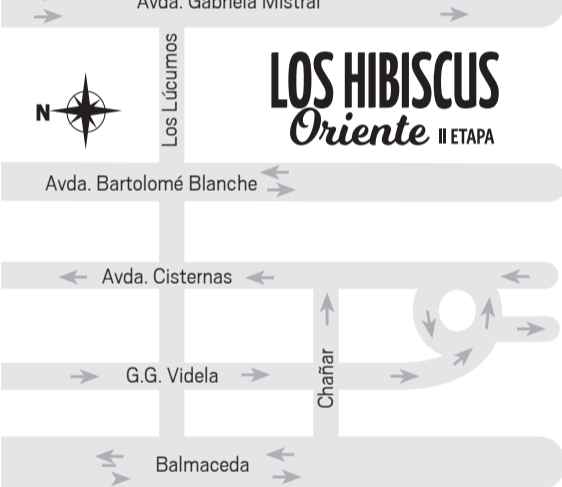 Avda. Gabriela Mistral
Los Lúcumos
LOS HIBISCUS
Oriente II ETAPA
N
Avda. Bartolomé Blanche
Avda. Cisternas
G.G. Videla
Chañar
Balmaceda